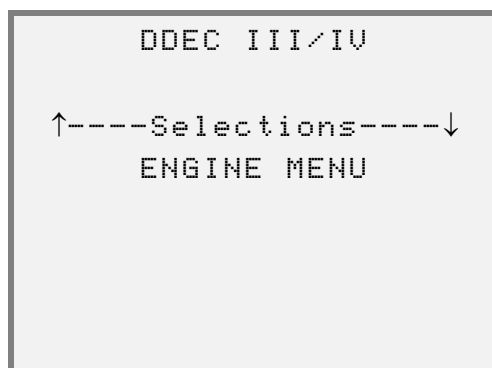 DDEC III/IV
↑----Selections----↓
ENGINE MENU